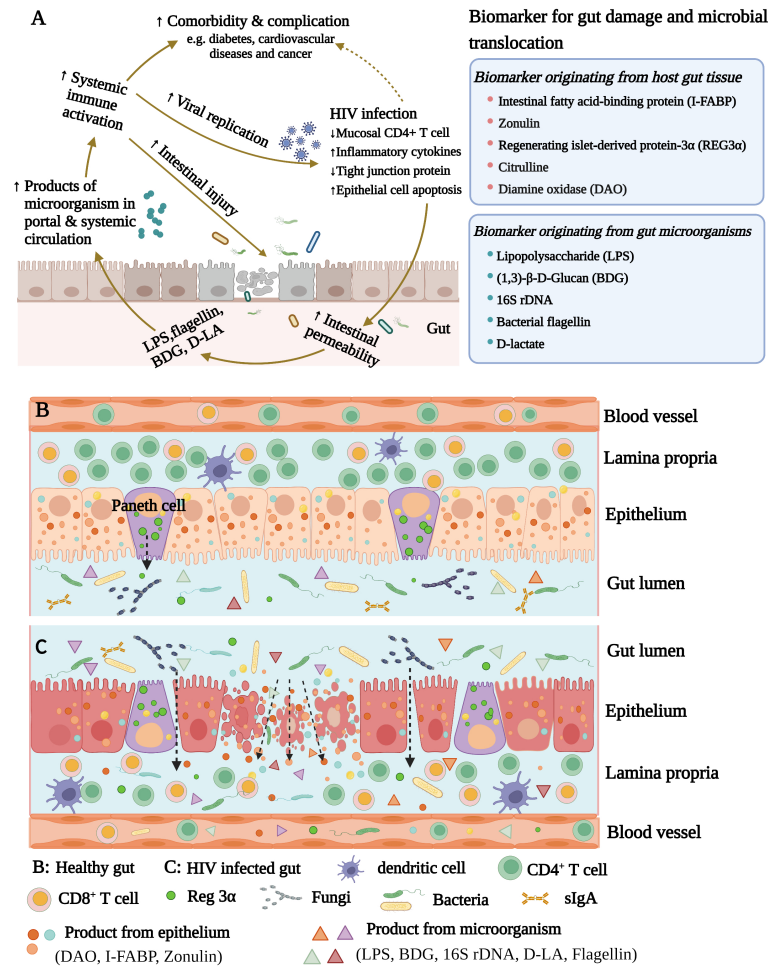 A
↑ Comorbidity & complication
e.g. diabetes, cardiovascular
diseases and cancer
↑ Systemic
immune
activation
↑ Viral replication
↑ Intestinal injury
HIV infection
↓Mucosal CD4+ T cell
↑Inflammatory cytokines
↓Tight junction protein
↑Epithelial cell apoptosis
↑ Products of
microorganism in
portal & systemic
circulation
LPS,flagellin,
BDG, D-LA
↑ Intestinal
permeability
Gut
Biomarker for gut damage and microbial
translocation
Biomarker originating from host gut tissue
• Intestinal fatty acid-binding protein (I-FABP)
• Zonulin
• Regenerating islet-derived protein-3α (REG3α)
• Citrulline
• Diamine oxidase (DAO)
Biomarker originating from gut microorganisms
• Lipopolysaccharide (LPS)
• (1,3)-β-D-Glucan (BDG)
• 16S rDNA
• Bacterial flagellin
• D-lactate
B
Blood vessel
Lamina propria
Paneth cell
Epithelium
Gut lumen
C
Gut lumen
Epithelium
Lamina propria
Blood vessel
B: Healthy gut
C: HIV infected gut
dendritic cell
CD4⁺ T cell
CD8⁺ T cell
Reg 3α
Fungi
Bacteria
sIgA
Product from epithelium
(DAO, I-FABP, Zonulin)
Product from microorganism
(LPS, BDG, 16S rDNA, D-LA, Flagellin)